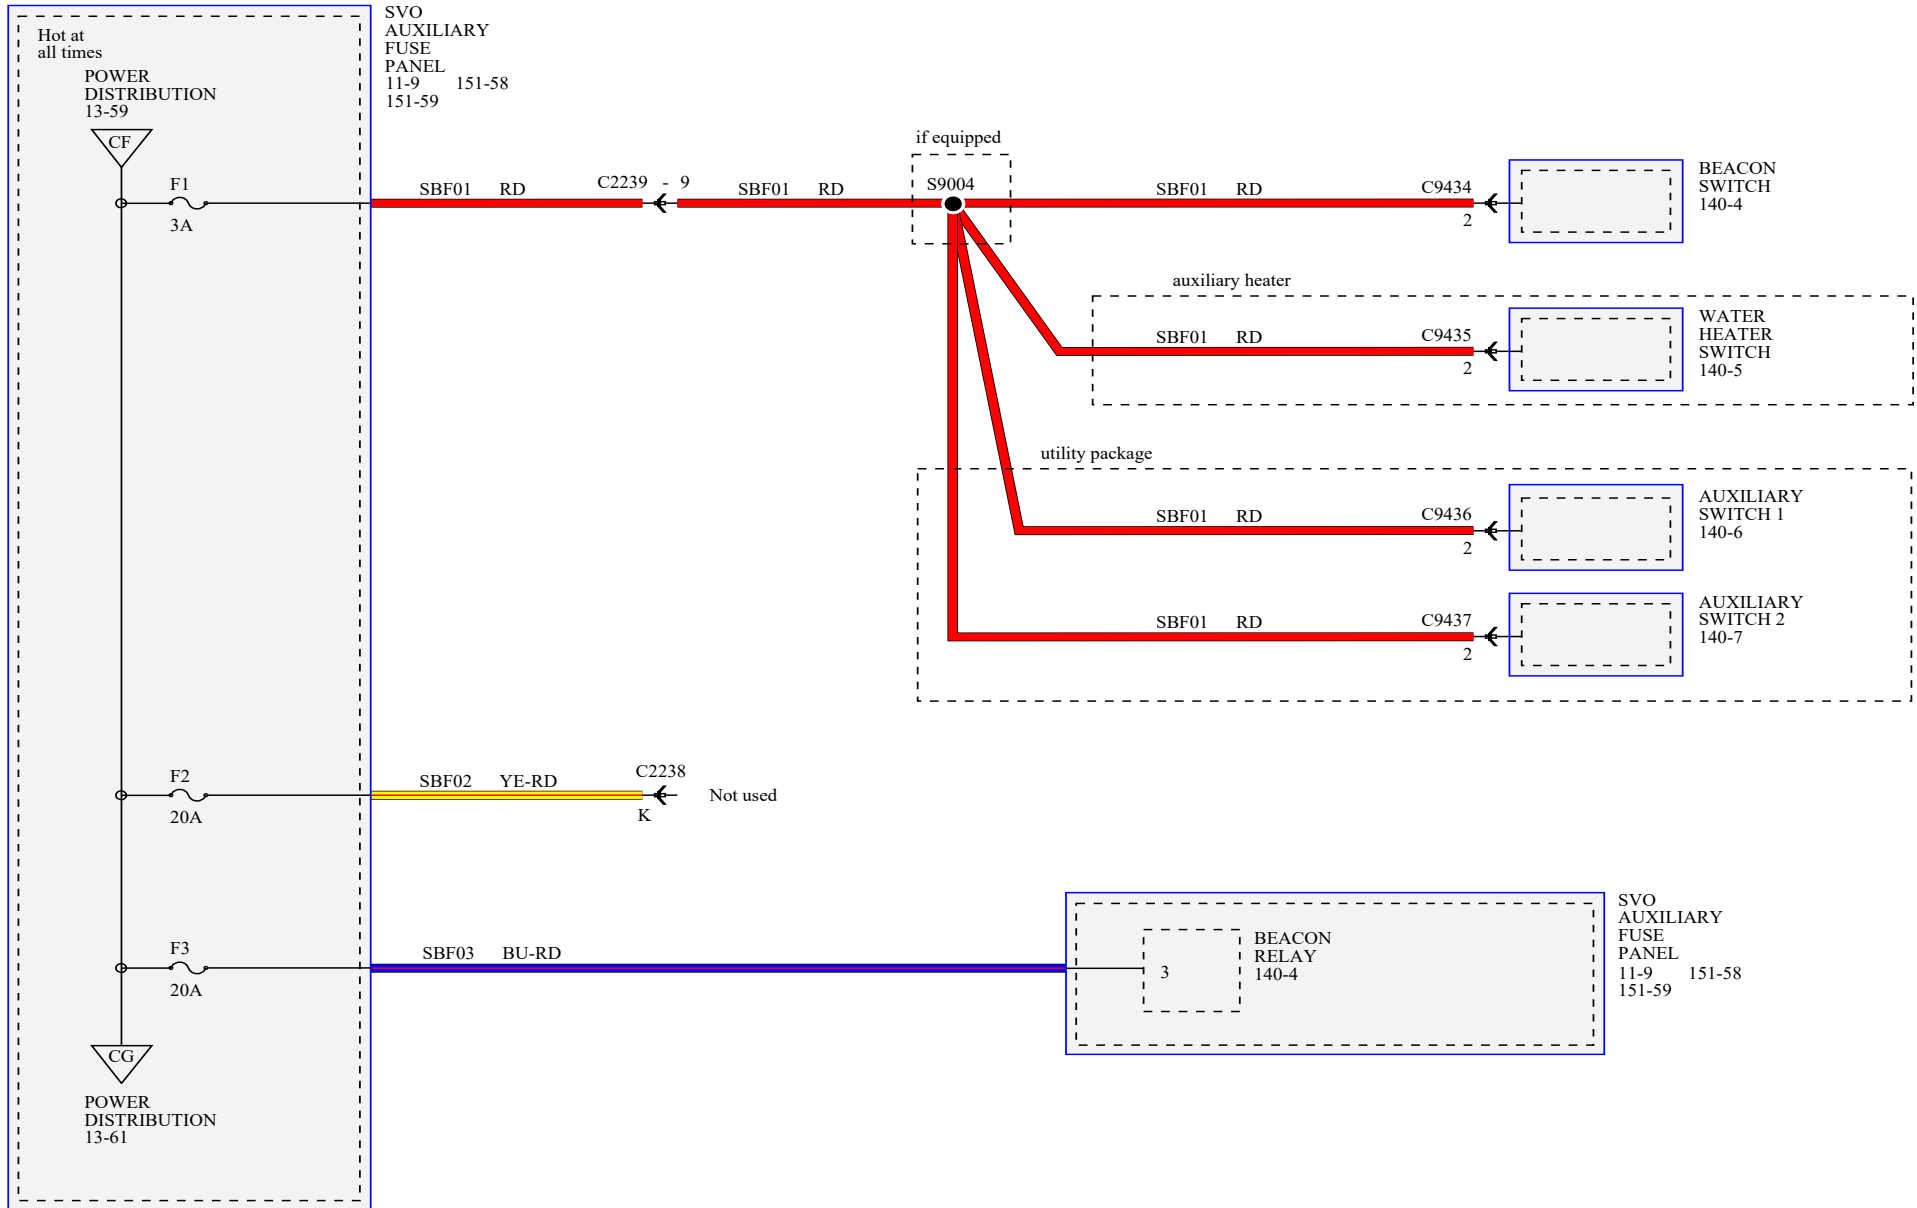 Hot at
all times
POWER
DISTRIBUTION
13-59
CF
SVO
AUXILIARY
FUSE
PANEL
11-9 151-58
151-59
F1
3A
SBF01 RD
C2239 - 9
SBF01 RD
if equipped
S9004
SBF01 RD
C9434
2
BEACON
SWITCH
140-4
auxiliary heater
SBF01 RD
C9435
2
WATER
HEATER
SWITCH
140-5
utility package
SBF01 RD
C9436
2
AUXILIARY
SWITCH 1
140-6
SBF01 RD
C9437
2
AUXILIARY
SWITCH 2
140-7
F2
20A
SBF02 YE-RD
C2238
K
Not used
F3
20A
SBF03 BU-RD
3
BEACON
RELAY
140-4
SVO
AUXILIARY
FUSE
PANEL
11-9 151-58
151-59
CG
POWER
DISTRIBUTION
13-61